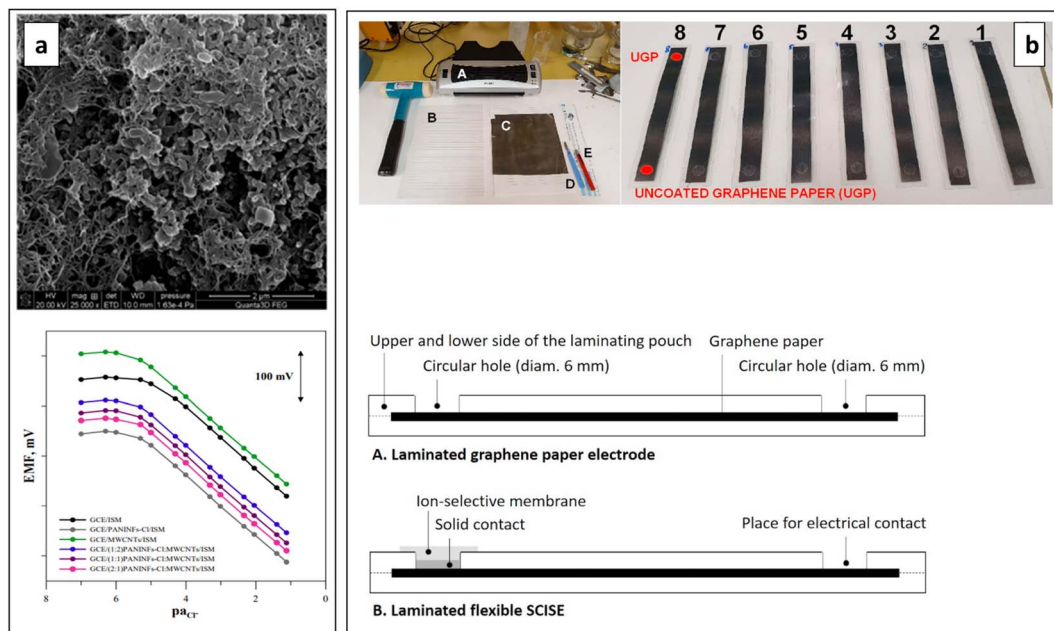 a
HV
mag
det
WD
pressure
2 µm
20.00 kV
25 000 x
ETD
10.0 mm
1.63e-4 Pa
Quanta3D FEG
100 mV
EMF, mV
GCE/ISM
GCE/PANINFs-Cl/ISM
GCE/MWCNTs/ISM
GCE/(1:2)PANINFs-Cl:MWCNTs/ISM
GCE/(1:1)PANINFs-Cl:MWCNTs/ISM
GCE/(2:1)PANINFs-Cl:MWCNTs/ISM
8 6 4 2 0
paCl-
b
A
B
C
D
E
8 7 6 5 4 3 2 1
UGP
UNCOATED GRAPHENE PAPER (UGP)
Upper and lower side of the laminating pouch
Graphene paper
Circular hole (diam. 6 mm)
Circular hole (diam. 6 mm)
A. Laminated graphene paper electrode
Ion-selective membrane
Solid contact
Place for electrical contact
B. Laminated flexible SCISE